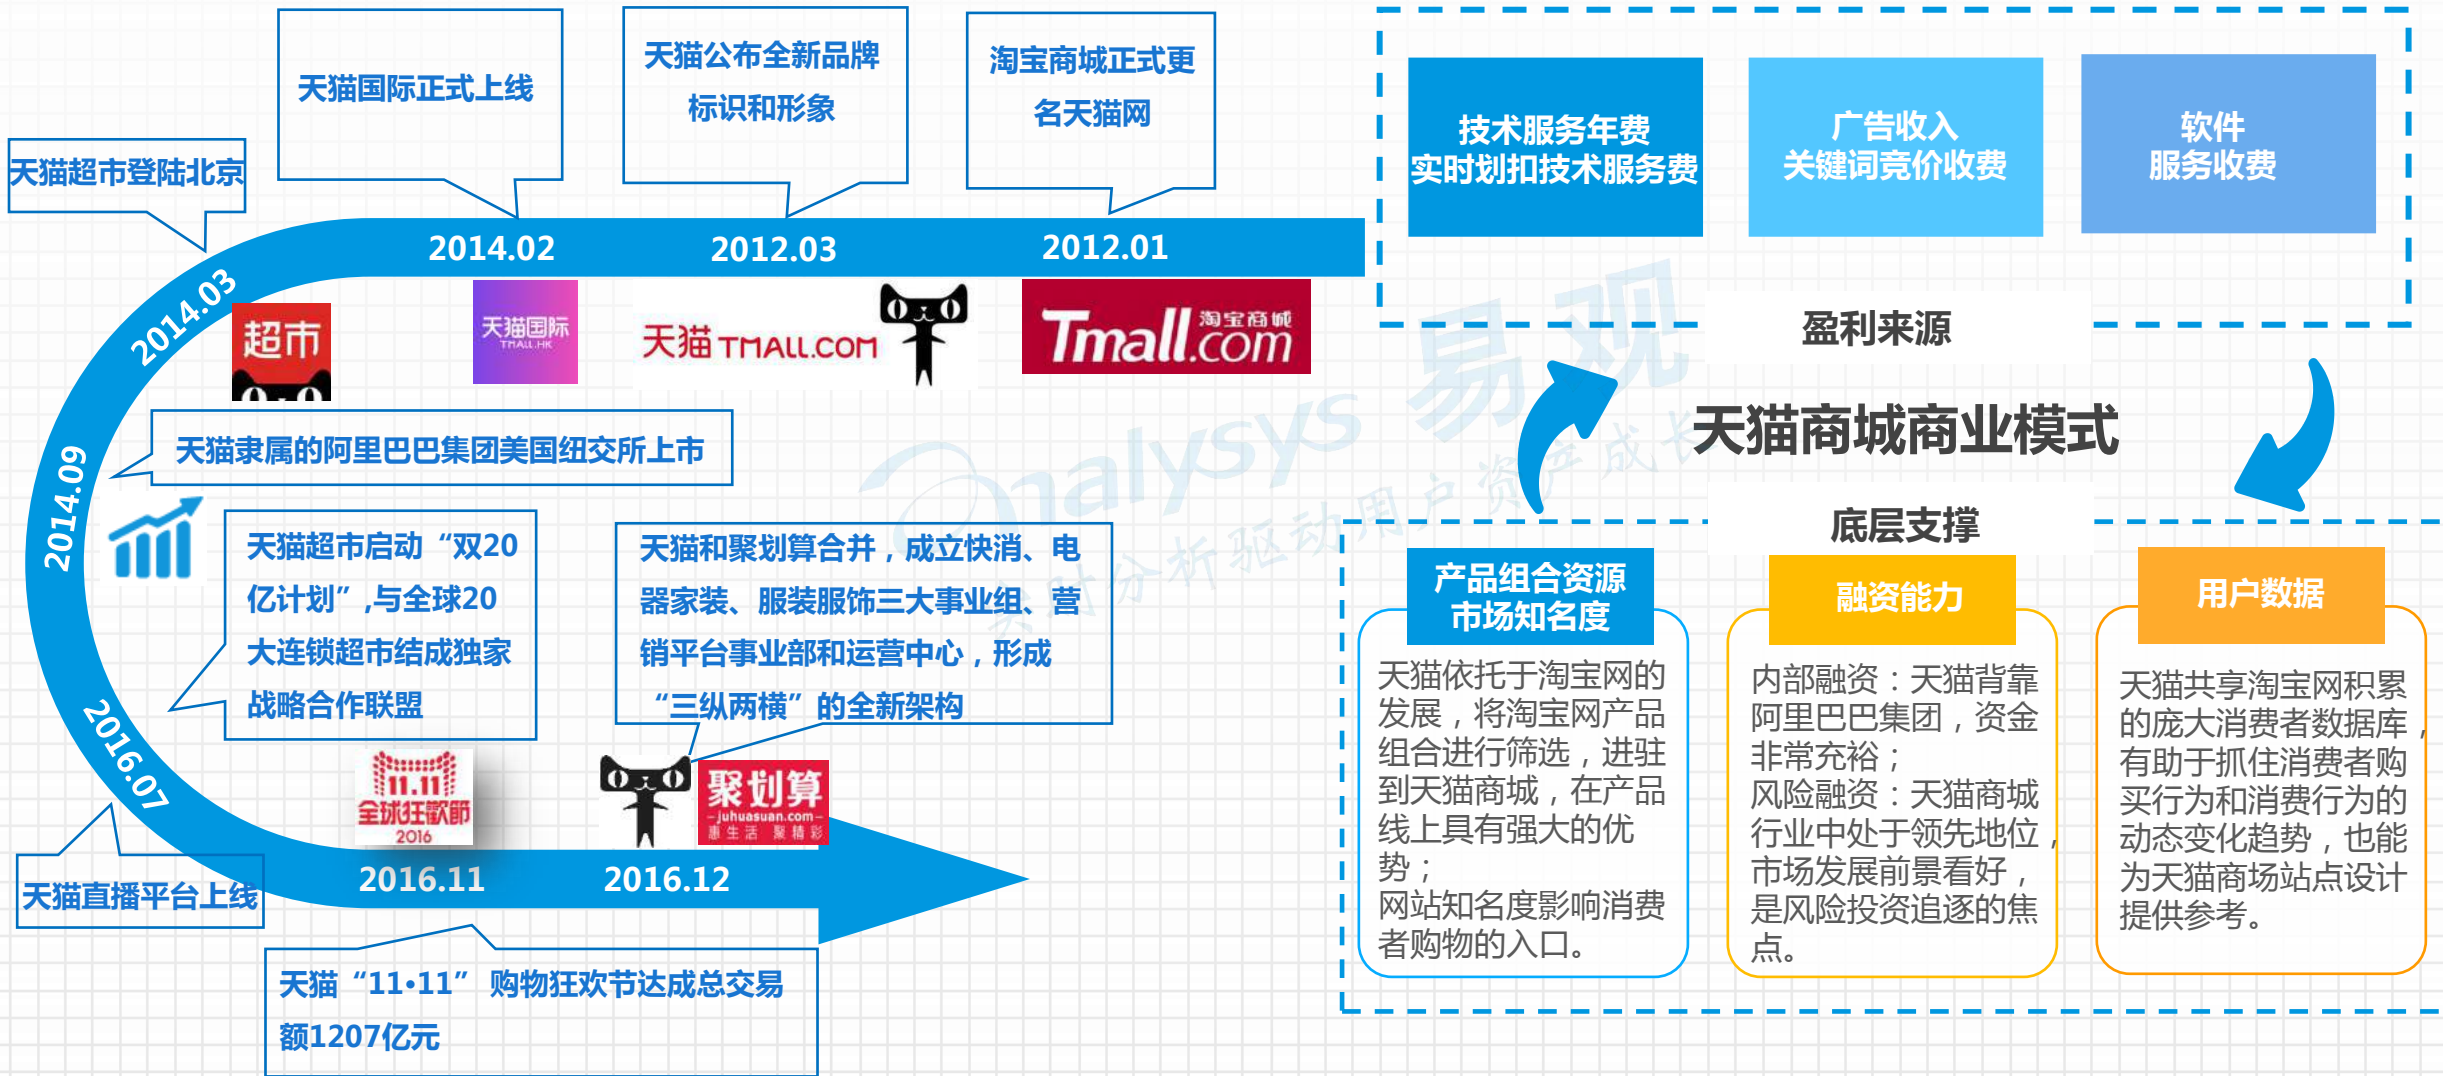 天猫国际正式上线
天猫公布全新品牌
标识和形象
淘宝商城正式更
名天猫网
天猫超市登陆北京
2014.02
2012.03
2012.01
2014.03
超市
天猫国际
TMALL.HK
天猫 TMALL.COM
Tmall.com
淘宝商城
天猫隶属的阿里巴巴集团美国纽交所上市
2014.09
天猫超市启动“双20
亿计划”,与全球20
大连锁超市结成独家
战略合作联盟
天猫和聚划算合并，成立快消、电
器家装、服装服饰三大事业组、营
销平台事业部和运营中心，形成
“三纵两横”的全新架构
2016.07
11.11
全球狂歡節
2016
聚划算
juhuasuan.com
惠生活 聚精彩
2016.11
2016.12
天猫直播平台上线
天猫“11•11” 购物狂欢节达成总交易
额1207亿元
技术服务年费
实时划扣技术服务费
广告收入
关键词竞价收费
软件
服务收费
盈利来源
天猫商城商业模式
底层支撑
产品组合资源
市场知名度
天猫依托于淘宝网的
发展，将淘宝网产品
组合进行筛选，进驻
到天猫商城，在产品
线上具有强大的优
势；
网站知名度影响消费
者购物的入口。
融资能力
内部融资：天猫背靠
阿里巴巴集团，资金
非常充裕；
风险融资：天猫商城
行业中处于领先地位，
市场发展前景看好，
是风险投资追逐的焦
点。
用户数据
天猫共享淘宝网积累
的庞大消费者数据库，
有助于抓住消费者购
买行为和消费行为的
动态变化趋势，也能
为天猫商场站点设计
提供参考。
analysys 易观
实时分析驱动用户资产成长